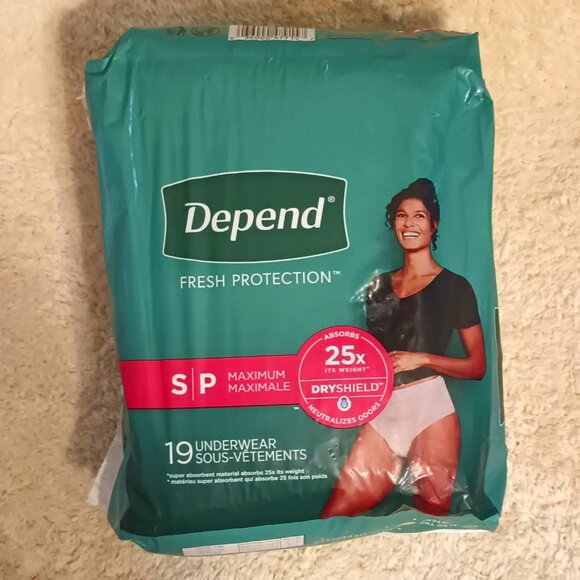 Depend®
FRESH PROTECTION™
ABSORBS
25x
ITS WEIGHT*
DRYSHIELD™
NEUTRALIZES ODORS
S|P
MAXIMUM
MAXIMALE
™
19 UNDERWEAR
SOUS-VÊTEMENTS
*super absorbent material absorbs 25x its weight
* matériau super absorbant qui absorbe 25 fois son poids